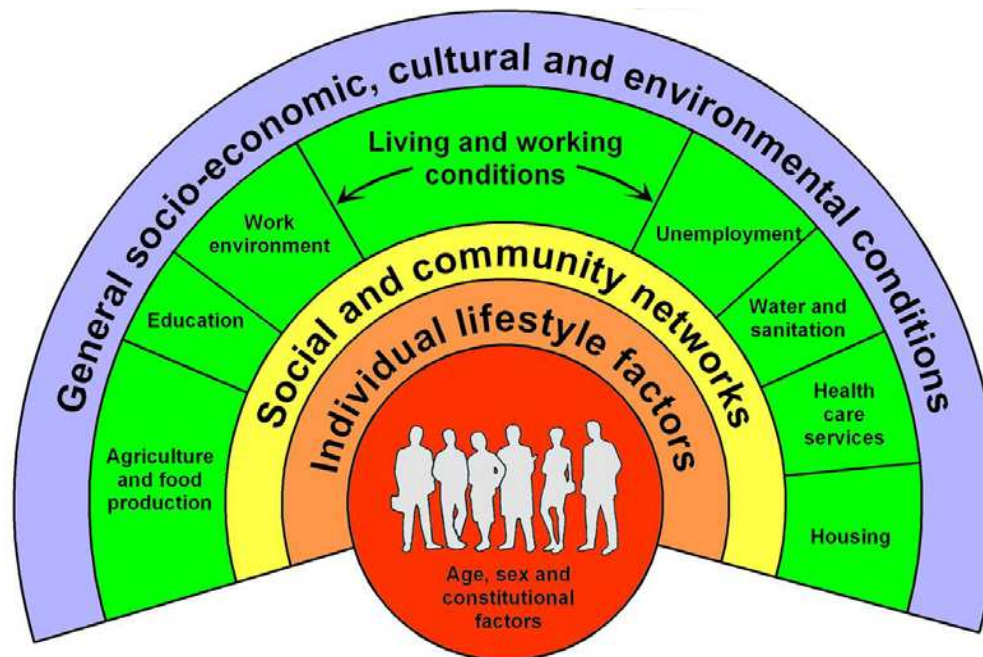 General socio-economic, cultural and environmental conditions
Living and working
conditions
Work
environment
Unemployment
Education
Water and
sanitation
Agriculture
and food
production
Health
care
services
Housing
Social and community networks
Individual lifestyle factors
Age, sex and
constitutional
factors